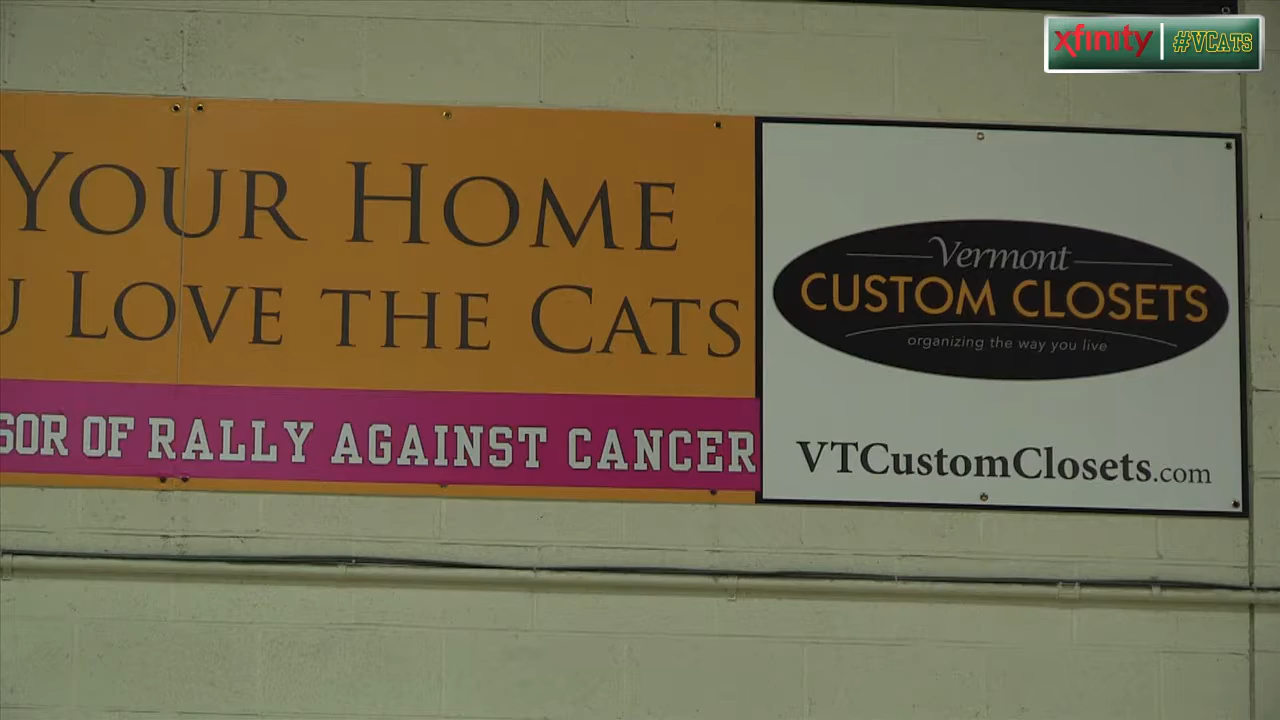 xfinity | #VCATS
YOUR HOME
LOVE THE CATS
OF RALLY AGAINST CANCER
Vermont
CUSTOM CLOSETS
organizing the way you live
VTCustomClosets.com